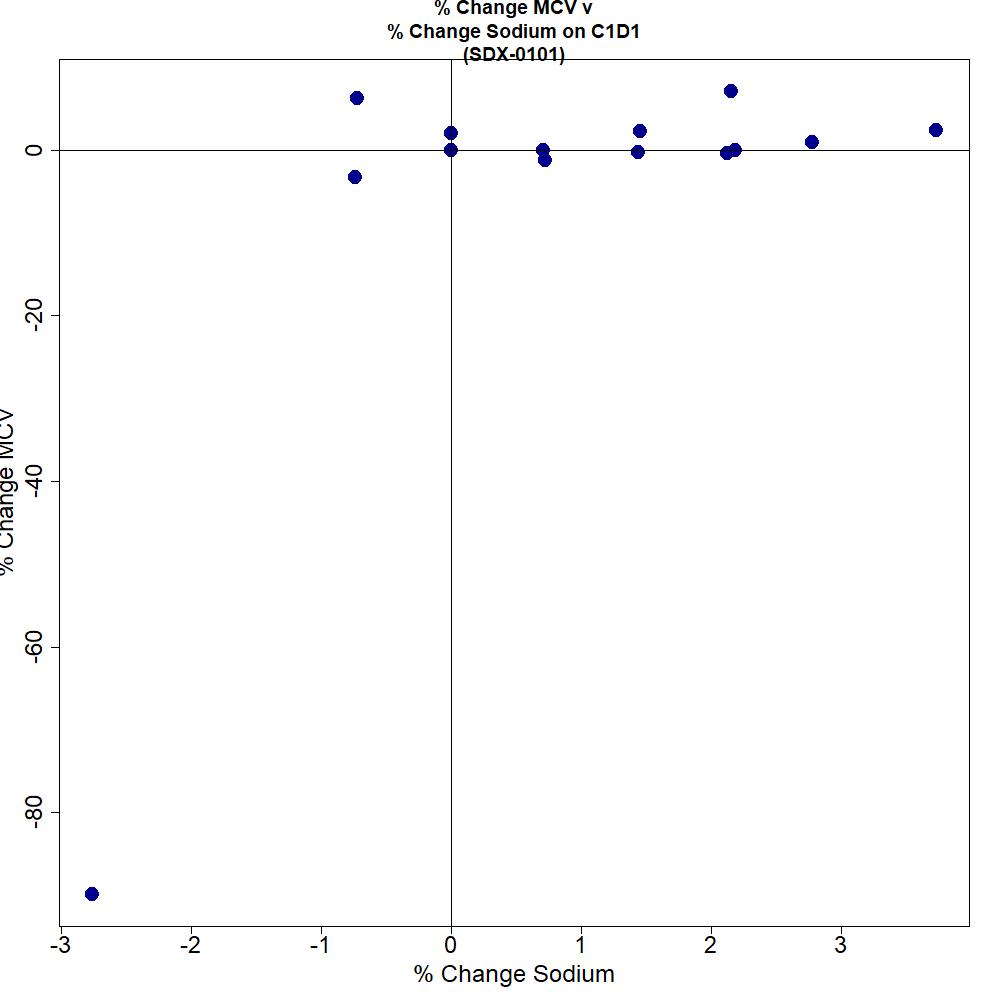 % Change MCV v
% Change Sodium on C1D1
(SDX-0101)
% Change MCV
0
-20
-40
-60
-80
-3 -2 -1 0 1 2 3
% Change Sodium